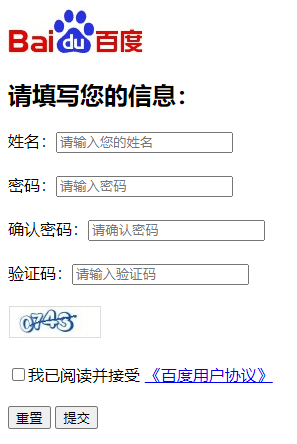 Bai du 百度
请填写您的信息：
姓名： 请输入您的姓名
密码： 请输入密码
确认密码： 请确认密码
验证码： 请输入验证码
0743
我已阅读并接受 《百度用户协议》
重置 提交